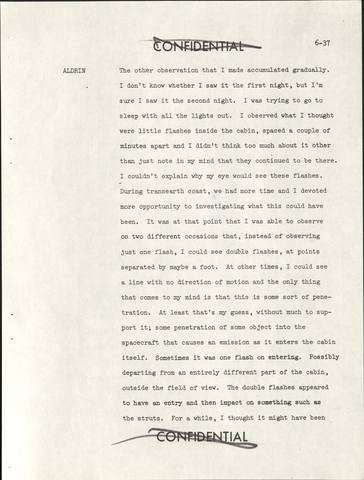 CONFIDENTIAL
6-37
ALDRIN The other observation that I made accumulated gradually.
I don't know whether I saw it the first night, but I'm
sure I saw it the second night. I was trying to go to
sleep with all the lights out. I observed what I thought
were little flashes inside the cabin, spaced a couple of
minutes apart and I didn't think too much about it other
than just note in my mind that they continued to be there.
I couldn't explain why my eye would see these flashes.
During transearth coast, we had more time and I devoted
more opportunity to investigating what this could have
been. It was at that point that I was able to observe
on two different occasions that, instead of observing
just one flash, I could see double flashes, at points
separated by maybe a foot. At other times, I could see
a line with no direction of motion and the only thing
that comes to my mind is that this is some sort of pene-
tration. At least that's my guess, without much to sup-
port it; some penetration of some object into the
spacecraft that causes an emission as it enters the cabin
itself. Sometimes it was one flash on entering. Possibly
departing from an entirely different part of the cabin,
outside the field of view. The double flashes appeared
to have an entry and then impact on something such as
the struts. For a while, I thought it might have been
CONFIDENTIAL